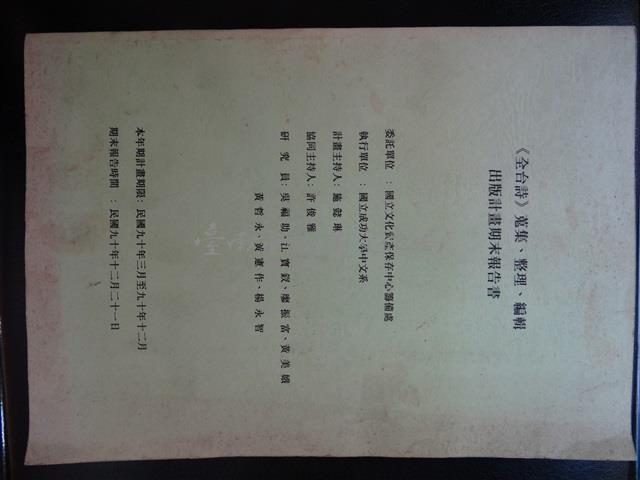 《全台詩》蒐集、整理、編輯
出版計畫期末報告書
委託單位：國立文化資產保存中心籌備處
執行單位：國立成功大學中文系
計畫主持人：施懿琳
協同主持人：許俊雅
研究員：吳福助、江寶釵、廖振富、黃美娥
黃哲永、黃憲作、楊永智
本年期計畫期限：民國九十年三月至九十年十二月
期末報告時間：民國九十年十二月二十一日